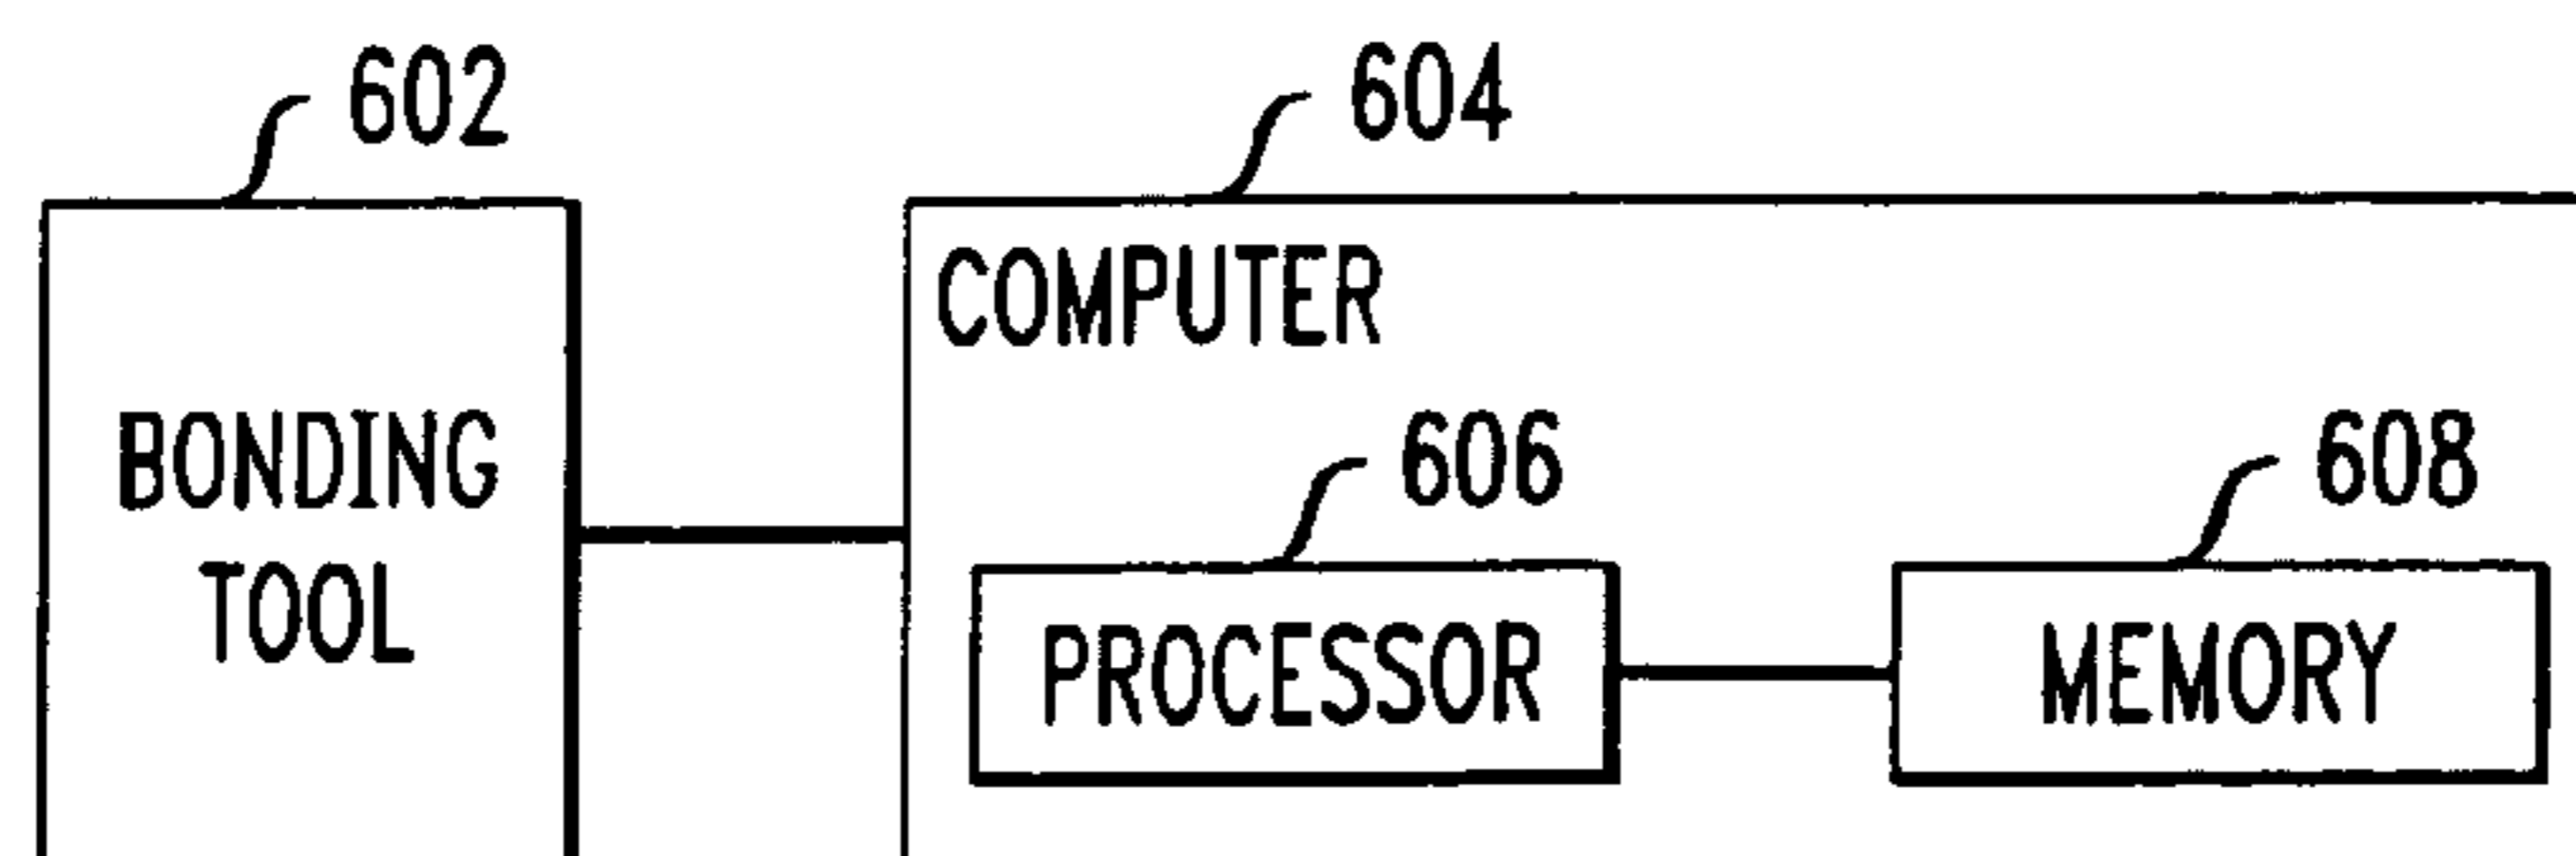 602
604
COMPUTER
BONDING
TOOL
606
608
PROCESSOR
MEMORY